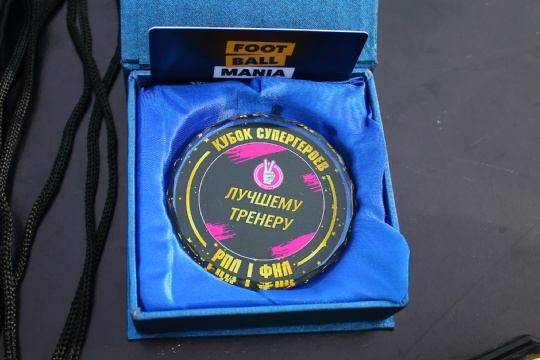 FOOT
BALL
MANIA
КУБОК СУПЕРГЕРОЕВ
ЛУЧШЕМУ
ТРЕНЕРУ
РПЛ | ФНЛ